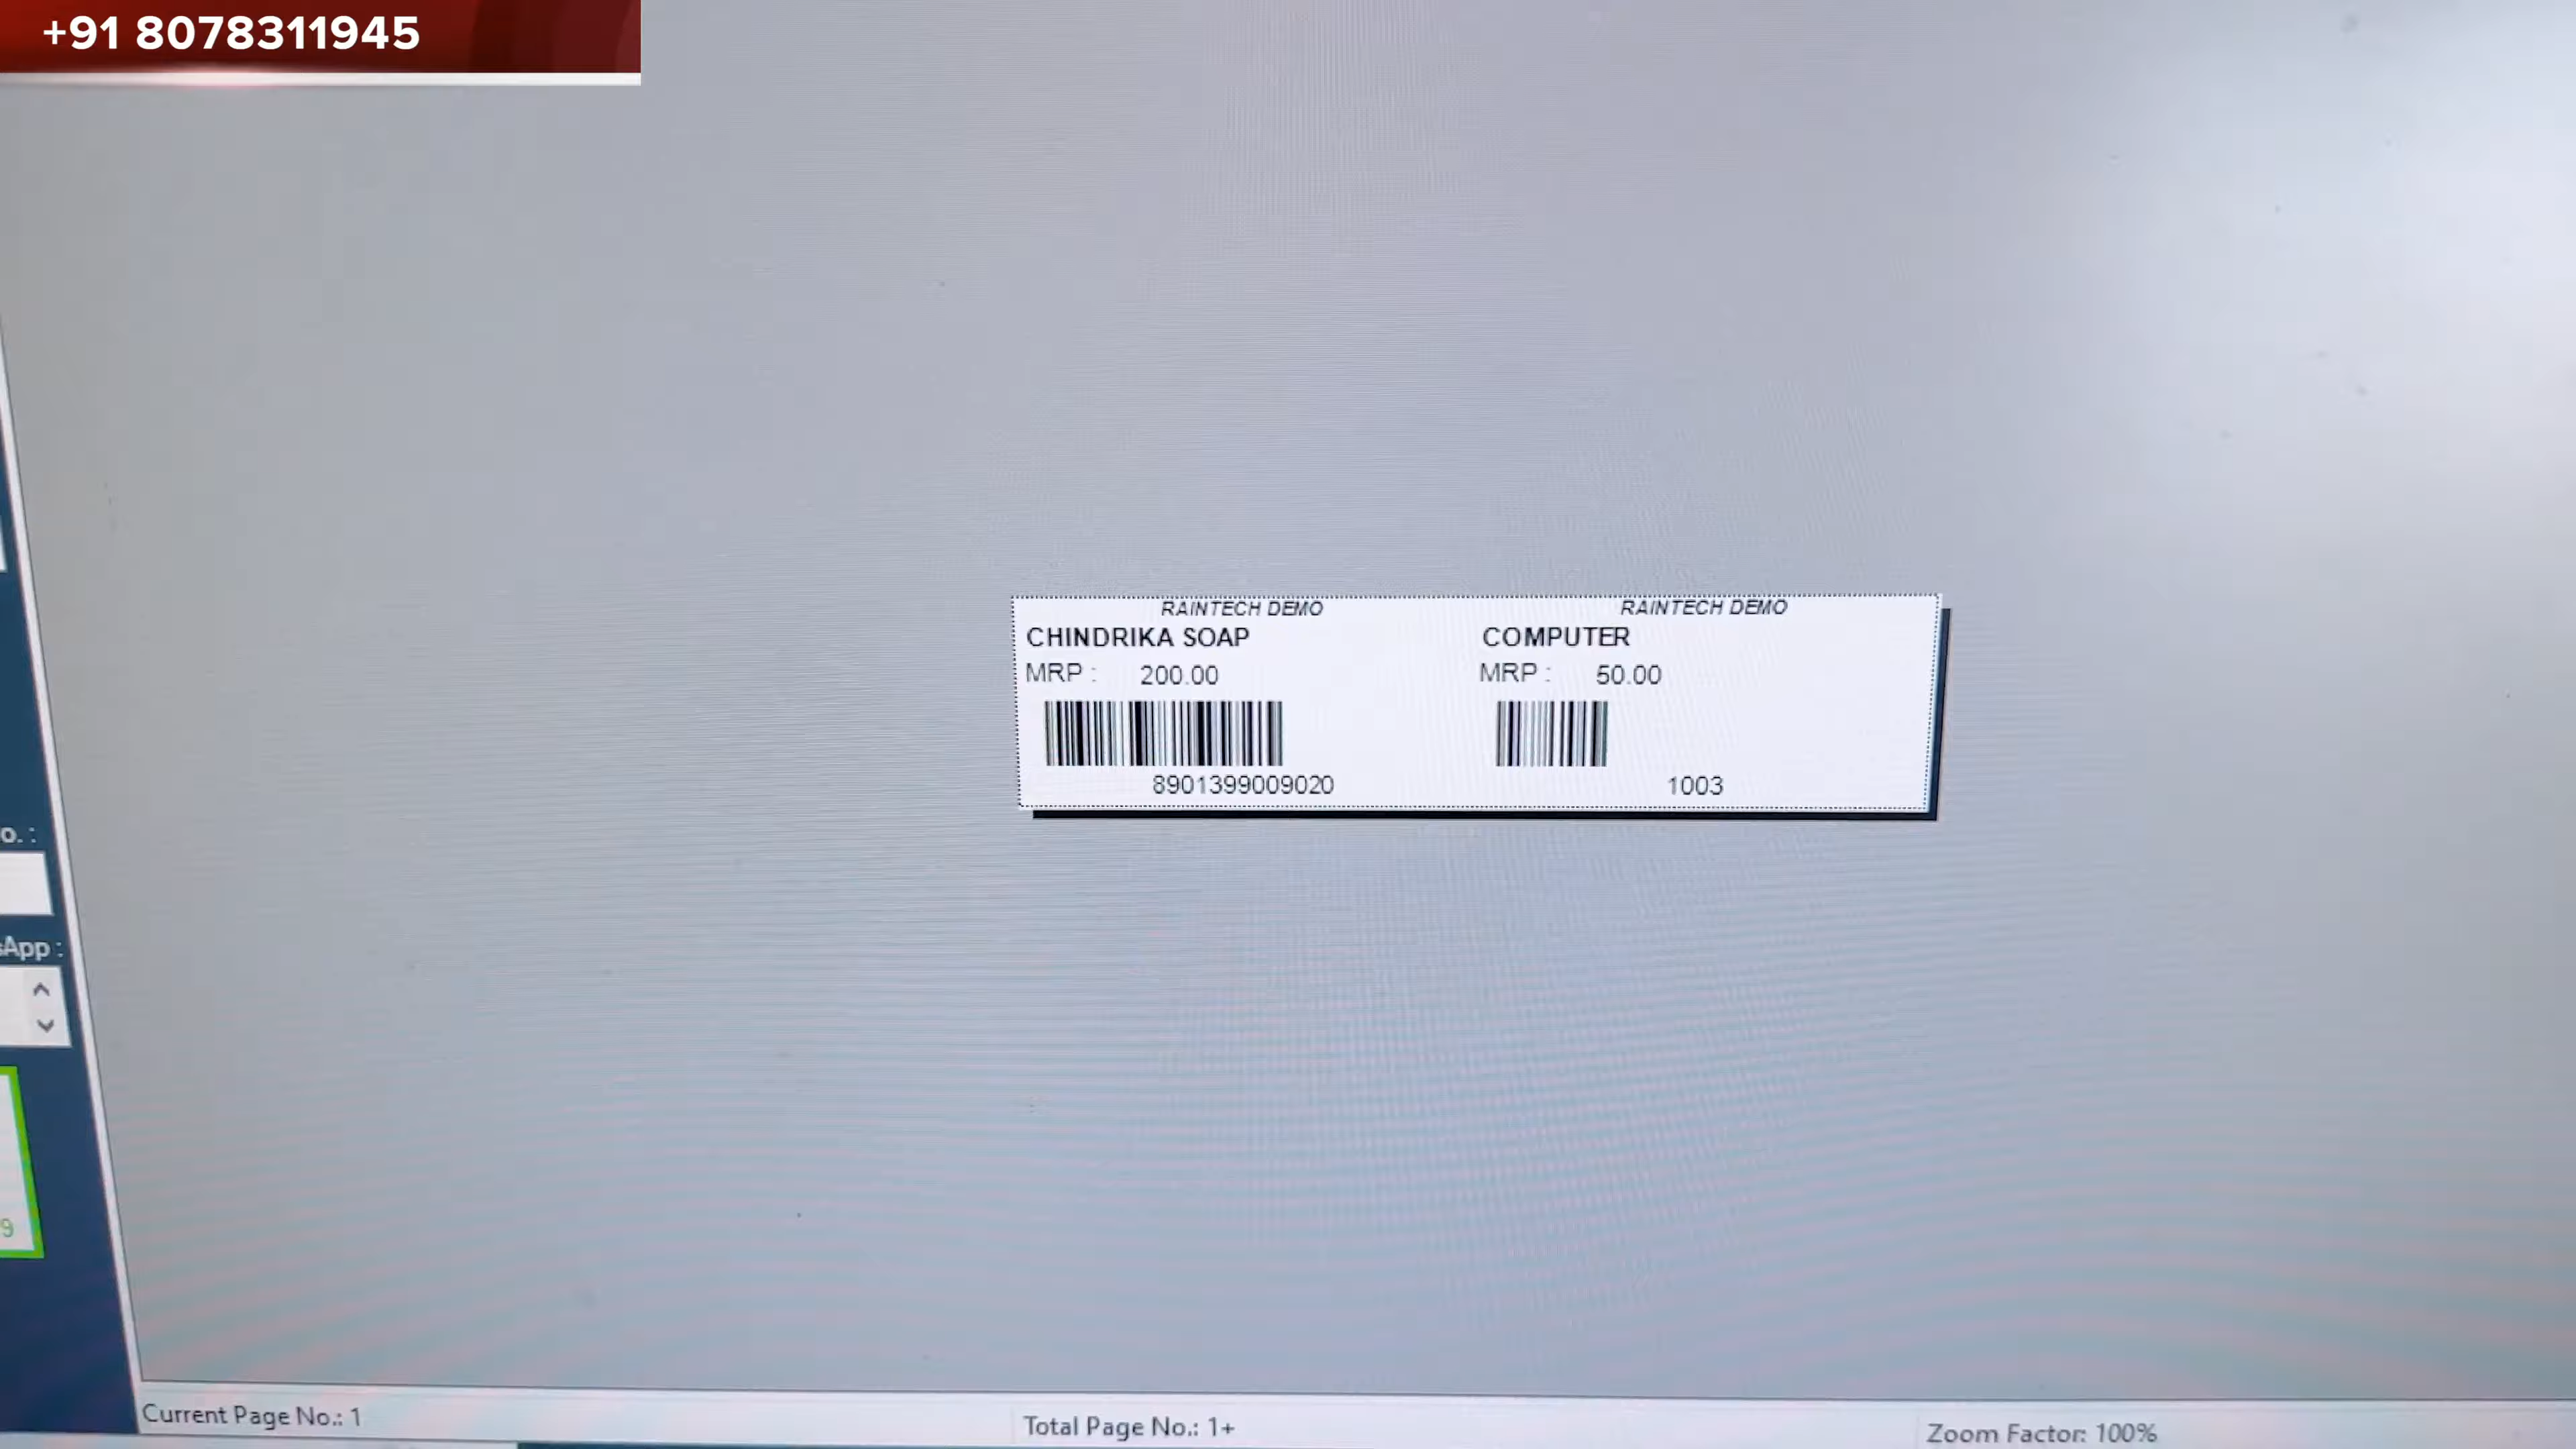 +91 8078311945
RAINTECH DEMO
CHINDRIKA SOAP
MRP : 200.00
8901399009020
RAINTECH DEMO
COMPUTER
MRP : 50.00
1003
o. :
App :
9
Current Page No.: 1
Total Page No.: 1+
Zoom Factor: 100%